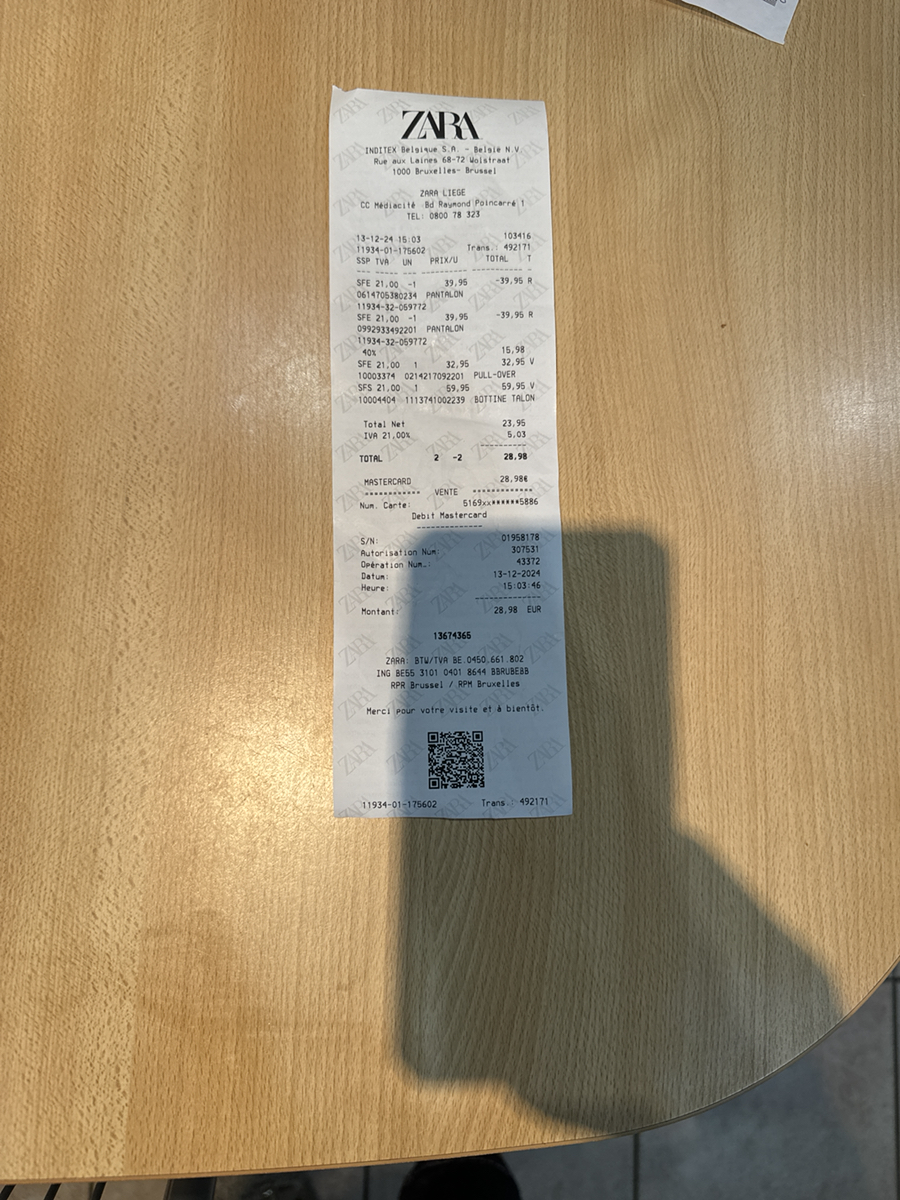 ZARA
INDITEX Belgique S.A. - België N.V
Rue aux Laines 68-72 Wolstraat
1000 Bruxelles- Brussel
ZARA LIEGE
CC Médiacité Bd Raymond Poincarré 1
TEL: 0800 78 323
13-12-24 15:03 103416
11934-01-175602 Trans.: 492171
SSP TVA UN PRIX/U TOTAL T
SFE 21,00 -1 39,95 -39,95 R
0614705380234 PANTALON
11934-32-059772
SFE 21,00 -1 39,95 -39,95 R
0992933492201 PANTALON
11934-32-059772
40% 15,98
SFE 21,00 1 32,95 32,95 V
10003374 0214217092201 PULL-OVER
SFS 21,00 1 59,95 59,95 V
10004404 1113741002239 BOTTINE TALON
Total Net 23,95
IVA 21,00% 5,03
TOTAL 2 -2 28,98
MASTERCARD 28,98€
************ VENTE ************
Num. Carte: 5169xx******5886
Debit Mastercard
S/N: 01958178
Autorisation Num: 307531
Opération Num.: 43372
Datum: 13-12-2024
Heure: 15:03:46
Montant: 28,98 EUR
13674365
ZARA: BTW/TVA BE.0450.661.802
ING BE55 3101 0401 8644 BBRUBEBB
RPR Brussel / RPM Bruxelles
Merci pour votre visite et à bientôt.
11934-01-175602 Trans.: 492171